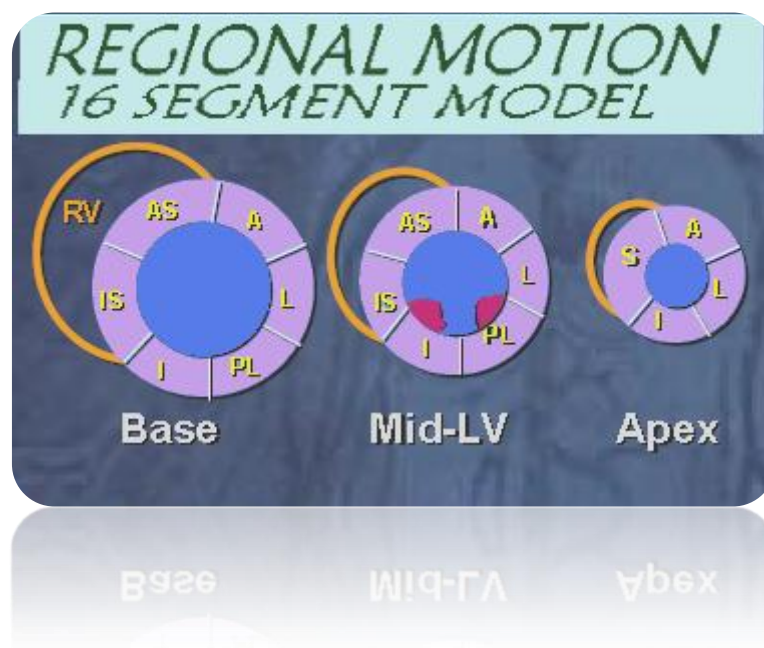 REGIONAL MOTION
16 SEGMENT MODEL
RV
AS
A
IS
L
I
PL
Base
AS
A
IS
L
I
PL
Mid-LV
S
A
I
L
Apex